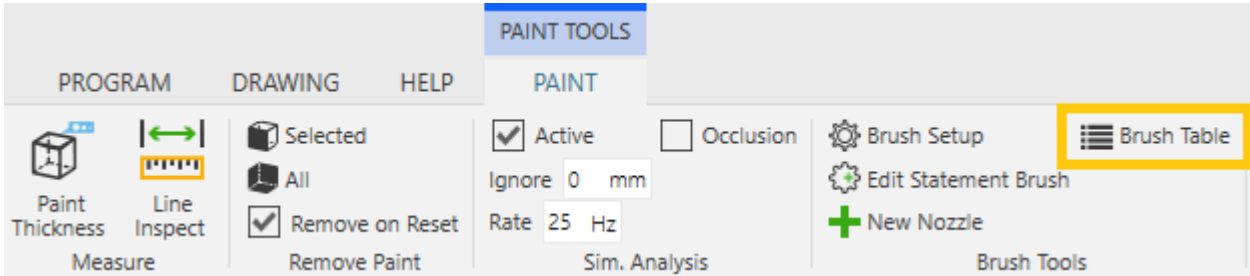 PAINT TOOLS
PROGRAM DRAWING HELP PAINT
Paint Thickness
Line Inspect
Measure
Selected
All
Remove on Reset
Remove Paint
Active Occlusion
Ignore 0 mm
Rate 25 Hz
Sim. Analysis
Brush Setup Brush Table
Edit Statement Brush
New Nozzle
Brush Tools